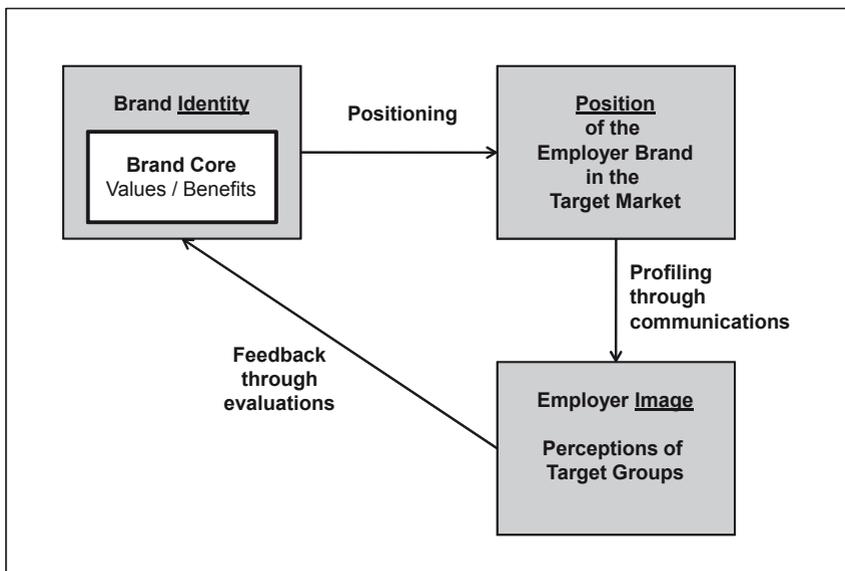 Brand Identity
Brand Core
Values / Benefits
Positioning
Position
of the
Employer Brand
in the
Target Market
Profiling
through
communications
Feedback
through
evaluations
Employer Image
Perceptions of
Target Groups